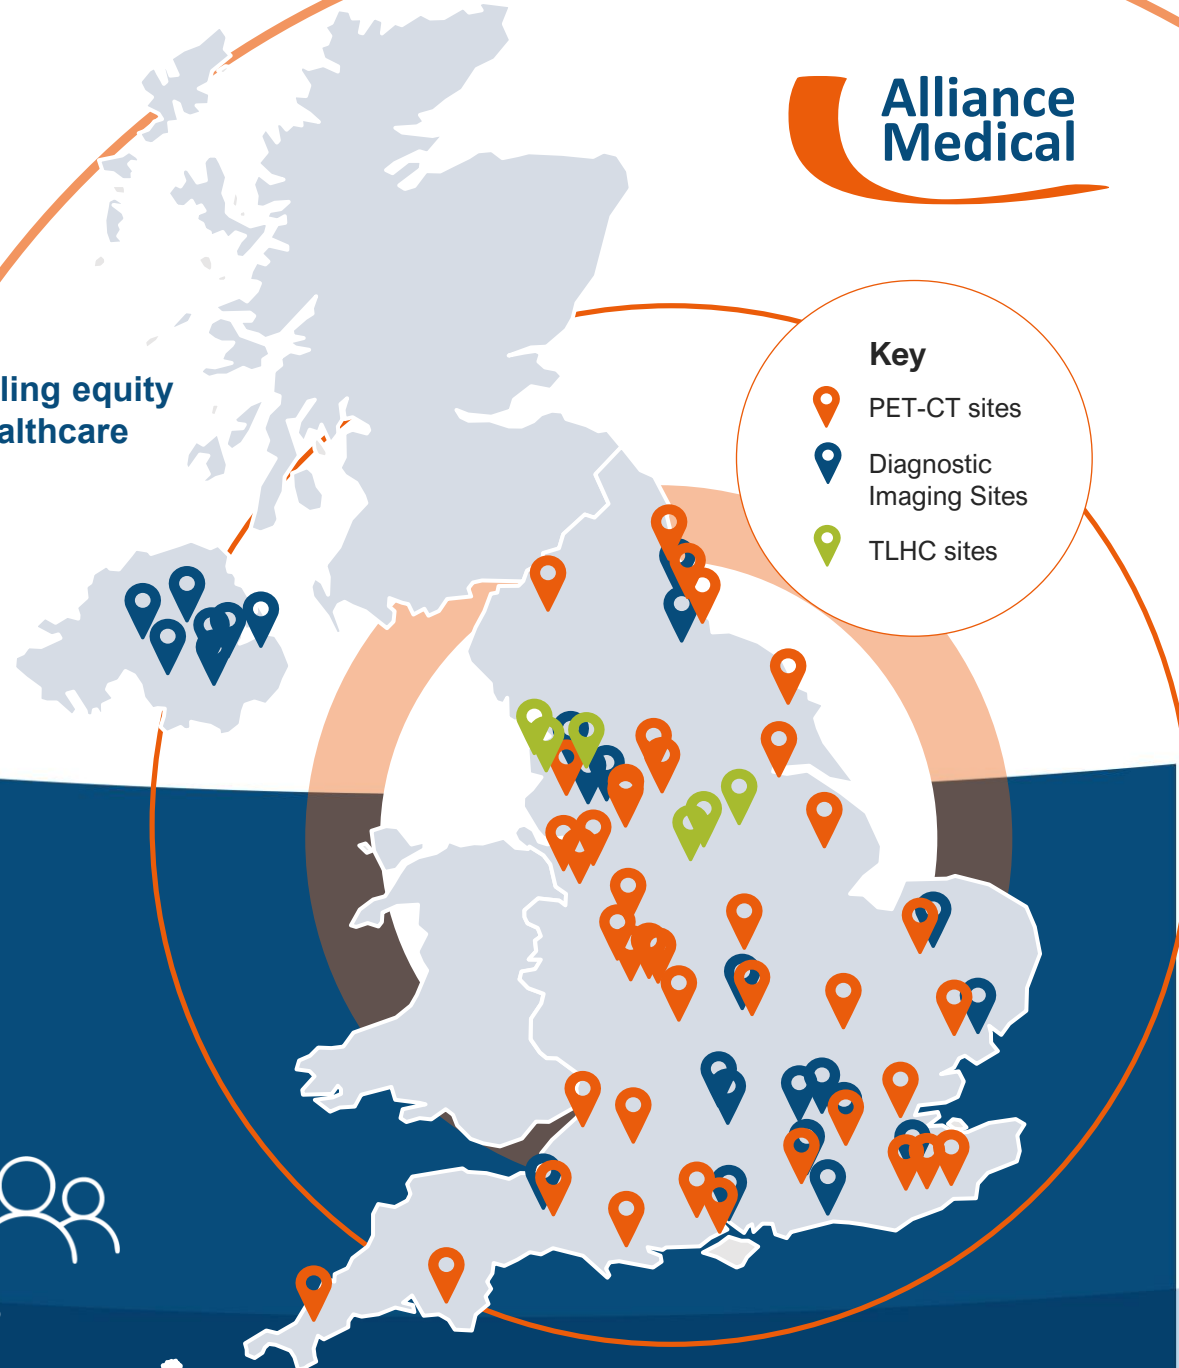 Alliance
Medical
Key
PET-CT sites
Diagnostic
Imaging Sites
TLHC sites
ling equity
althcare